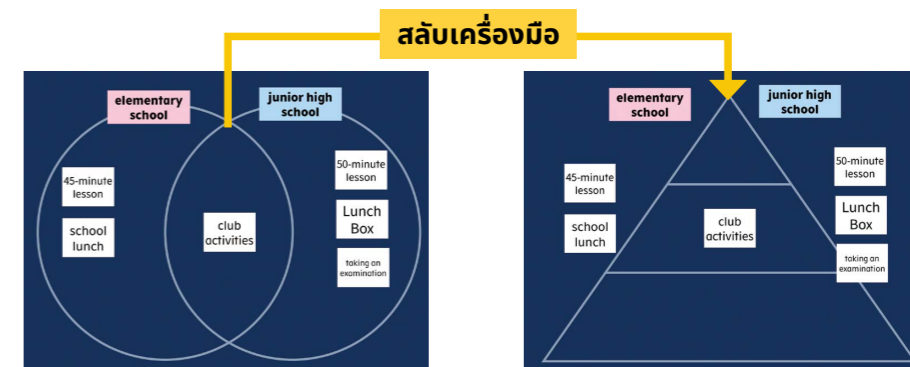 สลับเครื่องมือ
elementary
school
junior high
school
45-minute
lesson
school
lunch
club
activities
50-minute
lesson
Lunch
Box
taking an
examination
elementary
school
junior high
school
45-minute
lesson
school
lunch
club
activities
50-minute
lesson
Lunch
Box
taking an
examination